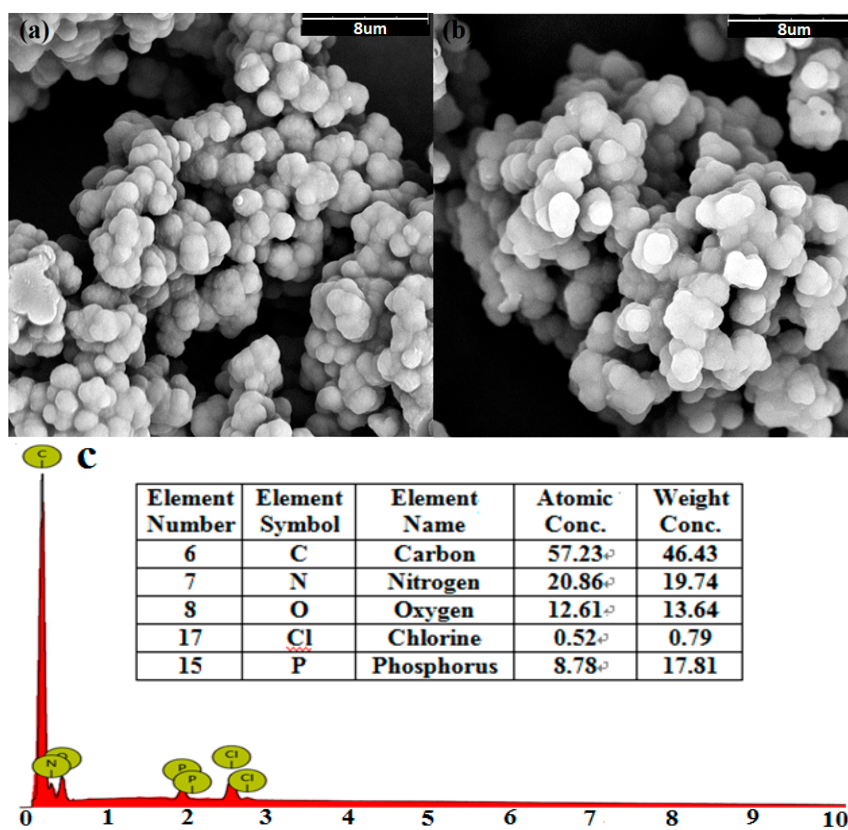 (a)
8um
(b)
8um
C
c
Element Number Element Symbol Element Name Atomic Conc. Weight Conc.
6 C Carbon 57.23 46.43
7 N Nitrogen 20.86 19.74
8 O Oxygen 12.61 13.64
17 Cl Chlorine 0.52 0.79
15 P Phosphorus 8.78 17.81
N O P P Cl Cl
0 1 2 3 4 5 6 7 8 9 10